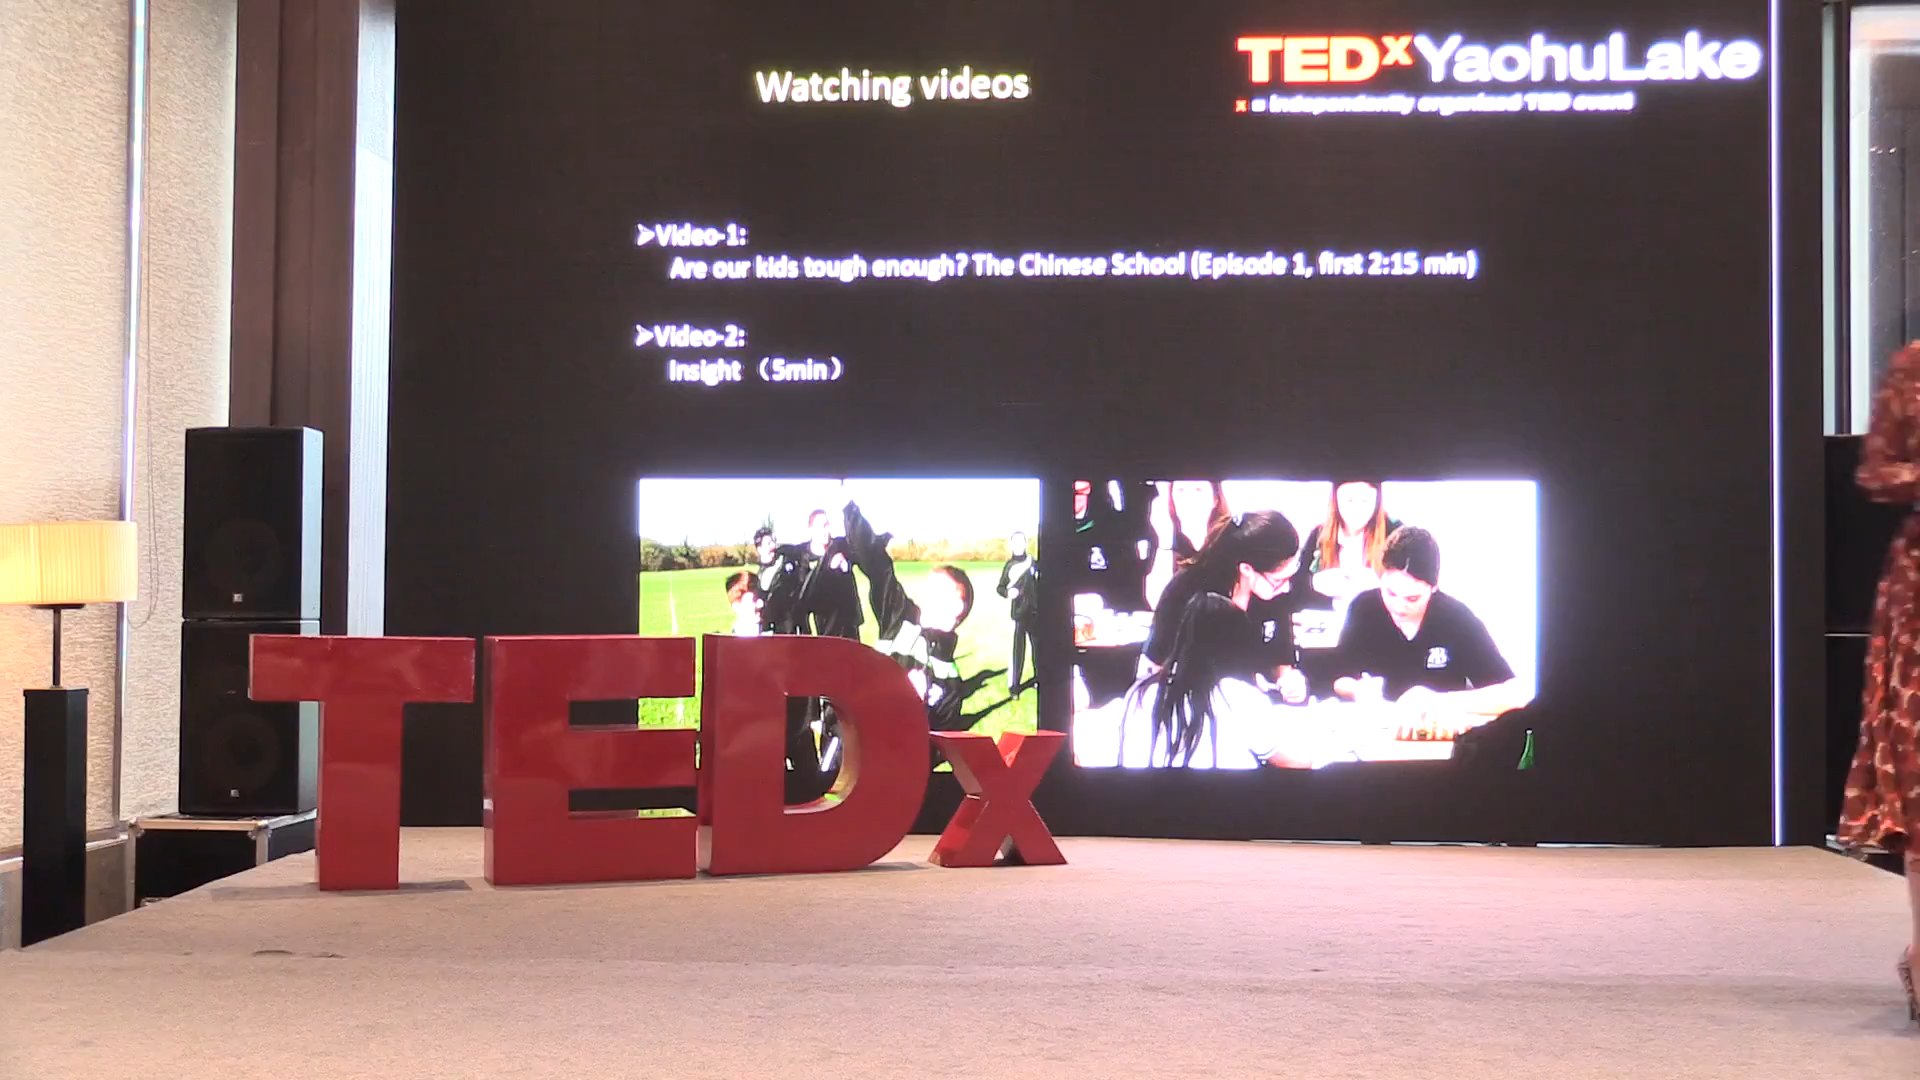 Watching videos
TEDxYaohuLake
x = independently organized TED event
➢Video-1:
Are our kids tough enough? The Chinese School (Episode 1, first 2:15 min)
➢Video-2:
Insight （5min）
TEDx